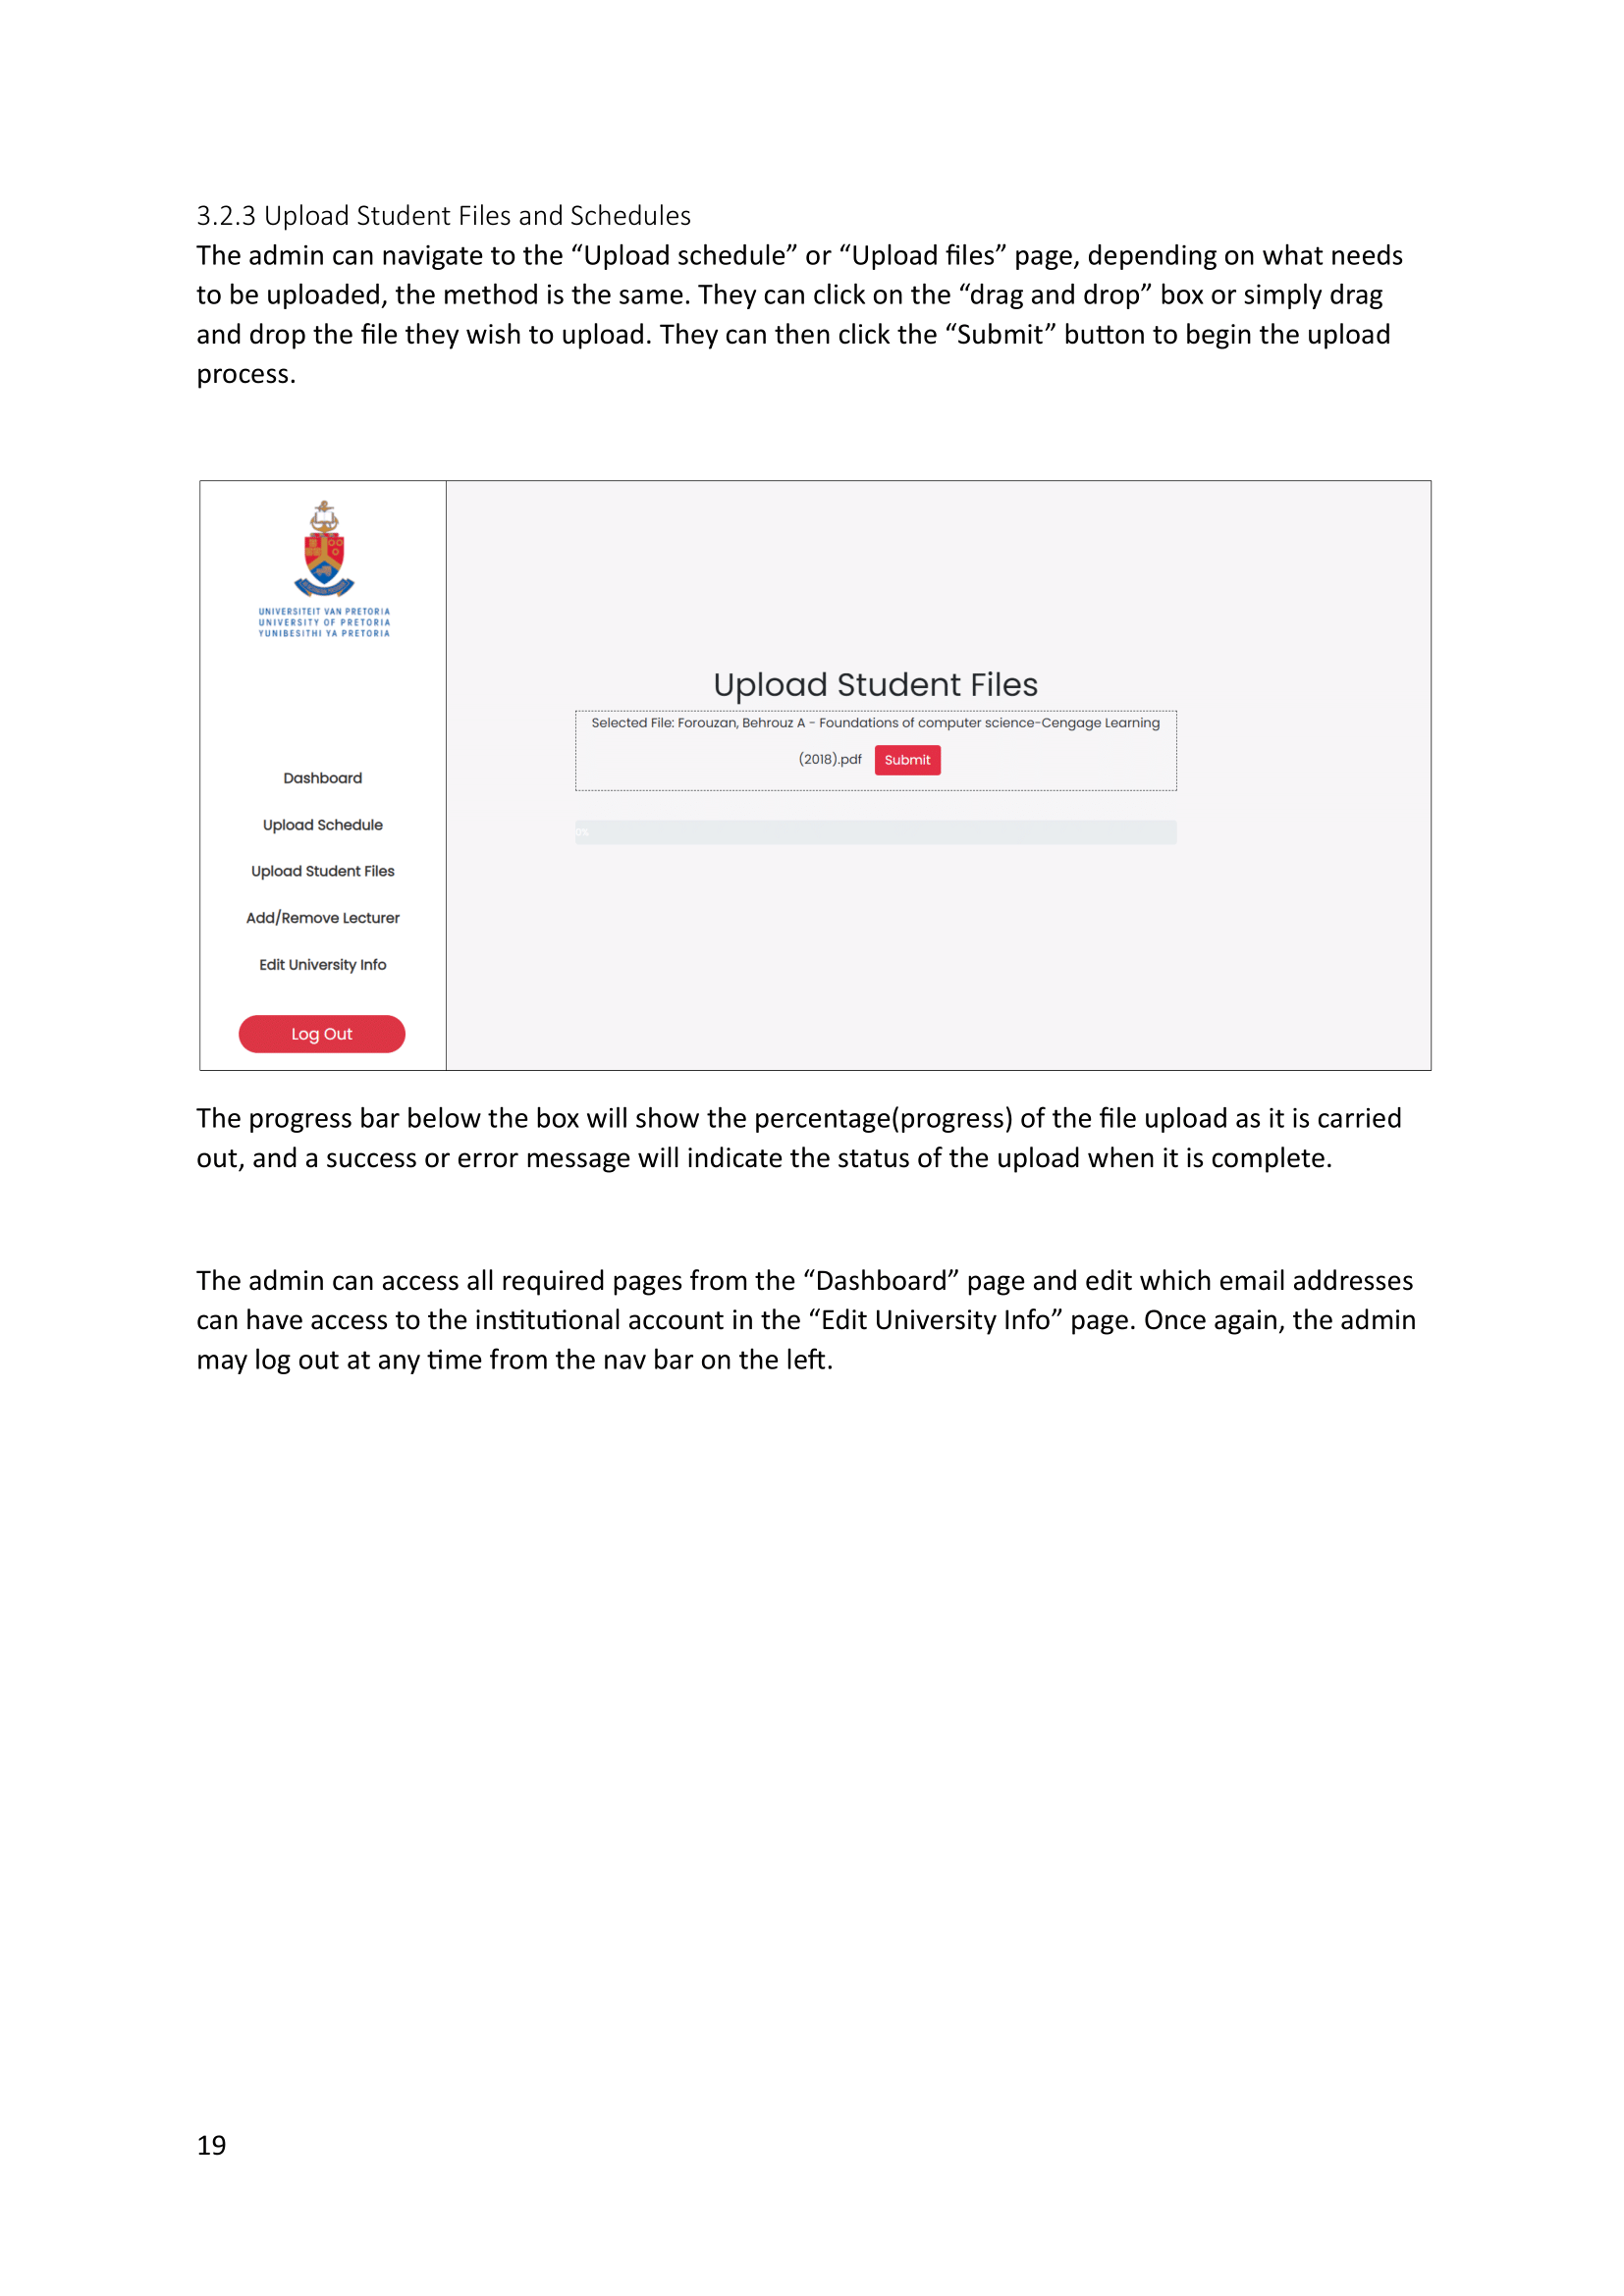 3.2.3 Upload Student Files and Schedules
The admin can navigate to the “Upload schedule” or “Upload files” page, depending on what needs
to be uploaded, the method is the same. They can click on the “drag and drop” box or simply drag
and drop the file they wish to upload. They can then click the “Submit” button to begin the upload
process.
UNIVERSITEIT VAN PRETORIA
UNIVERSITY OF PRETORIA
YUNIBESITHI YA PRETORIA
Dashboard
Upload Schedule
Upload Student Files
Add/Remove Lecturer
Edit University Info
Log Out
Upload Student Files
Selected File: Forouzan, Behrouz A - Foundations of computer science-Cengage Learning
(2018).pdf Submit
0%
The progress bar below the box will show the percentage(progress) of the file upload as it is carried
out, and a success or error message will indicate the status of the upload when it is complete.
The admin can access all required pages from the “Dashboard” page and edit which email addresses
can have access to the institutional account in the “Edit University Info” page. Once again, the admin
may log out at any time from the nav bar on the left.
19